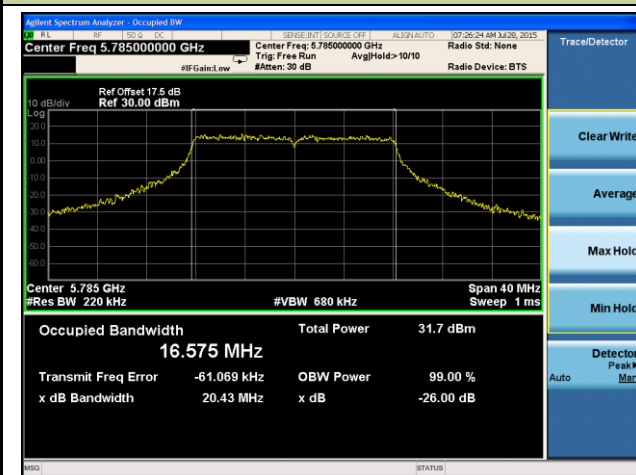 Agilent Spectrum Analyzer - Occupied BW
RL RF 50 Ω DC SENSE:INT SOURCE OFF ALIGN AUTO 07:26:24 AM Jul 28, 2015
Center Freq 5.785000000 GHz
Center Freq: 5.785000000 GHz
Radio Std: None
Trig: Free Run Avg|Hold:>10/10
#IFGain:Low #Atten: 30 dB Radio Device: BTS
Trace/Detector
Ref Offset 17.5 dB
10 dB/div Ref 30.00 dBm
Log
20.0
10.0
0.00
-10.0
-20.0
-30.0
-40.0
-50.0
-60.0
Center 5.785 GHz Span 40 MHz
#Res BW 220 kHz #VBW 680 kHz Sweep 1 ms
Occupied Bandwidth Total Power 31.7 dBm
16.575 MHz
Transmit Freq Error -61.069 kHz OBW Power 99.00 %
x dB Bandwidth 20.43 MHz x dB -26.00 dB
Clear Write
Average
Max Hold
Min Hold
Detector
Peak
Auto Man
MSG STATUS